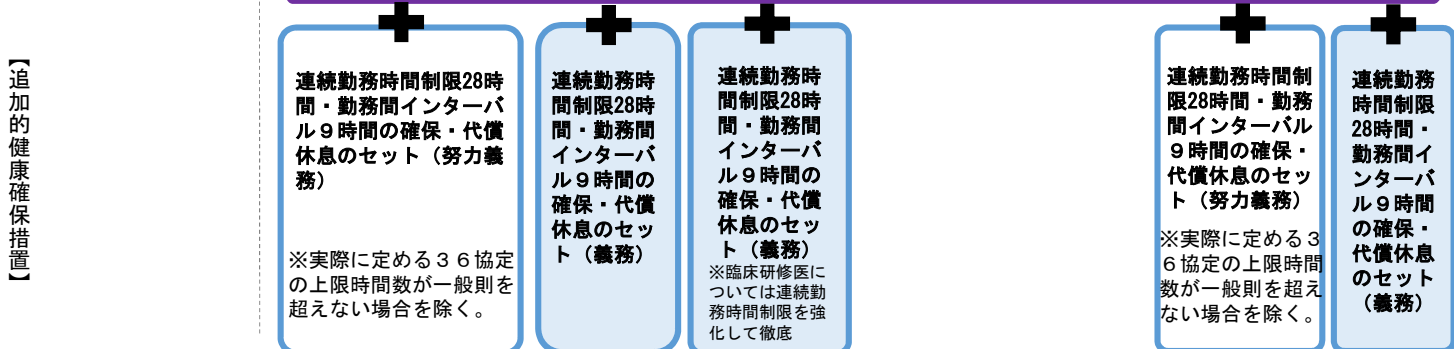 【追加的健康確保措置】
連続勤務時間制限28時
間・勤務間インターバ
ル９時間の確保・代償
休息のセット（努力義
務）
※実際に定める３６協定
の上限時間数が一般則を
超えない場合を除く。
連続勤務時
間制限28時
間・勤務間
インターバ
ル９時間の
確保・代償
休息のセッ
ト（義務）
連続勤務時
間制限28時
間・勤務間
インターバ
ル９時間の
確保・代償
休息のセッ
ト（義務）
※臨床研修医に
ついては連続勤
務時間制限を強
化して徹底
連続勤務時間制
限28時間・勤務
間インターバル
９時間の確保・
代償休息のセッ
ト（努力義務）
※実際に定める３
６協定の上限時間
数が一般則を超え
ない場合を除く。
連続勤務
時間制限
28時間・
勤務間イ
ンターバ
ル９時間
の確保・
代償休息
のセット
（義務）